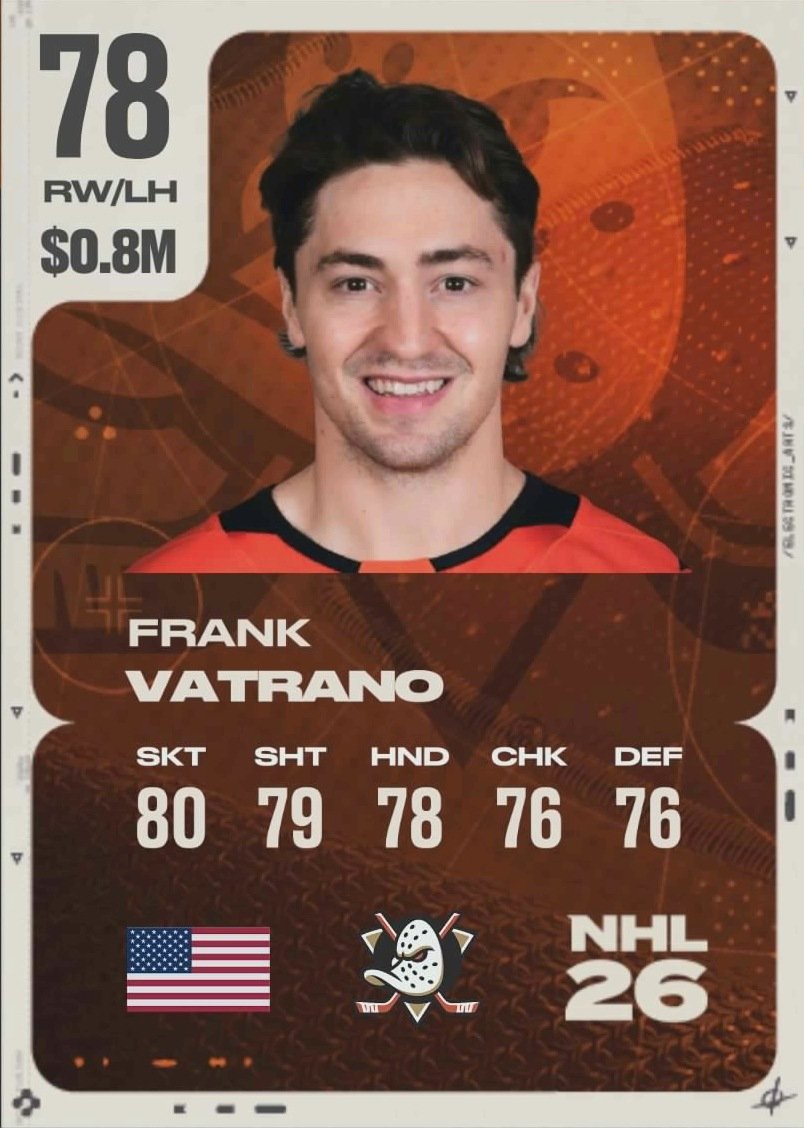 78
RW/LH
$0.8M
FRANK
VATRANO
SKT SHT HND CHK DEF
80 79 78 76 76
NHL
26
/ELECTRONIC_ARTS/